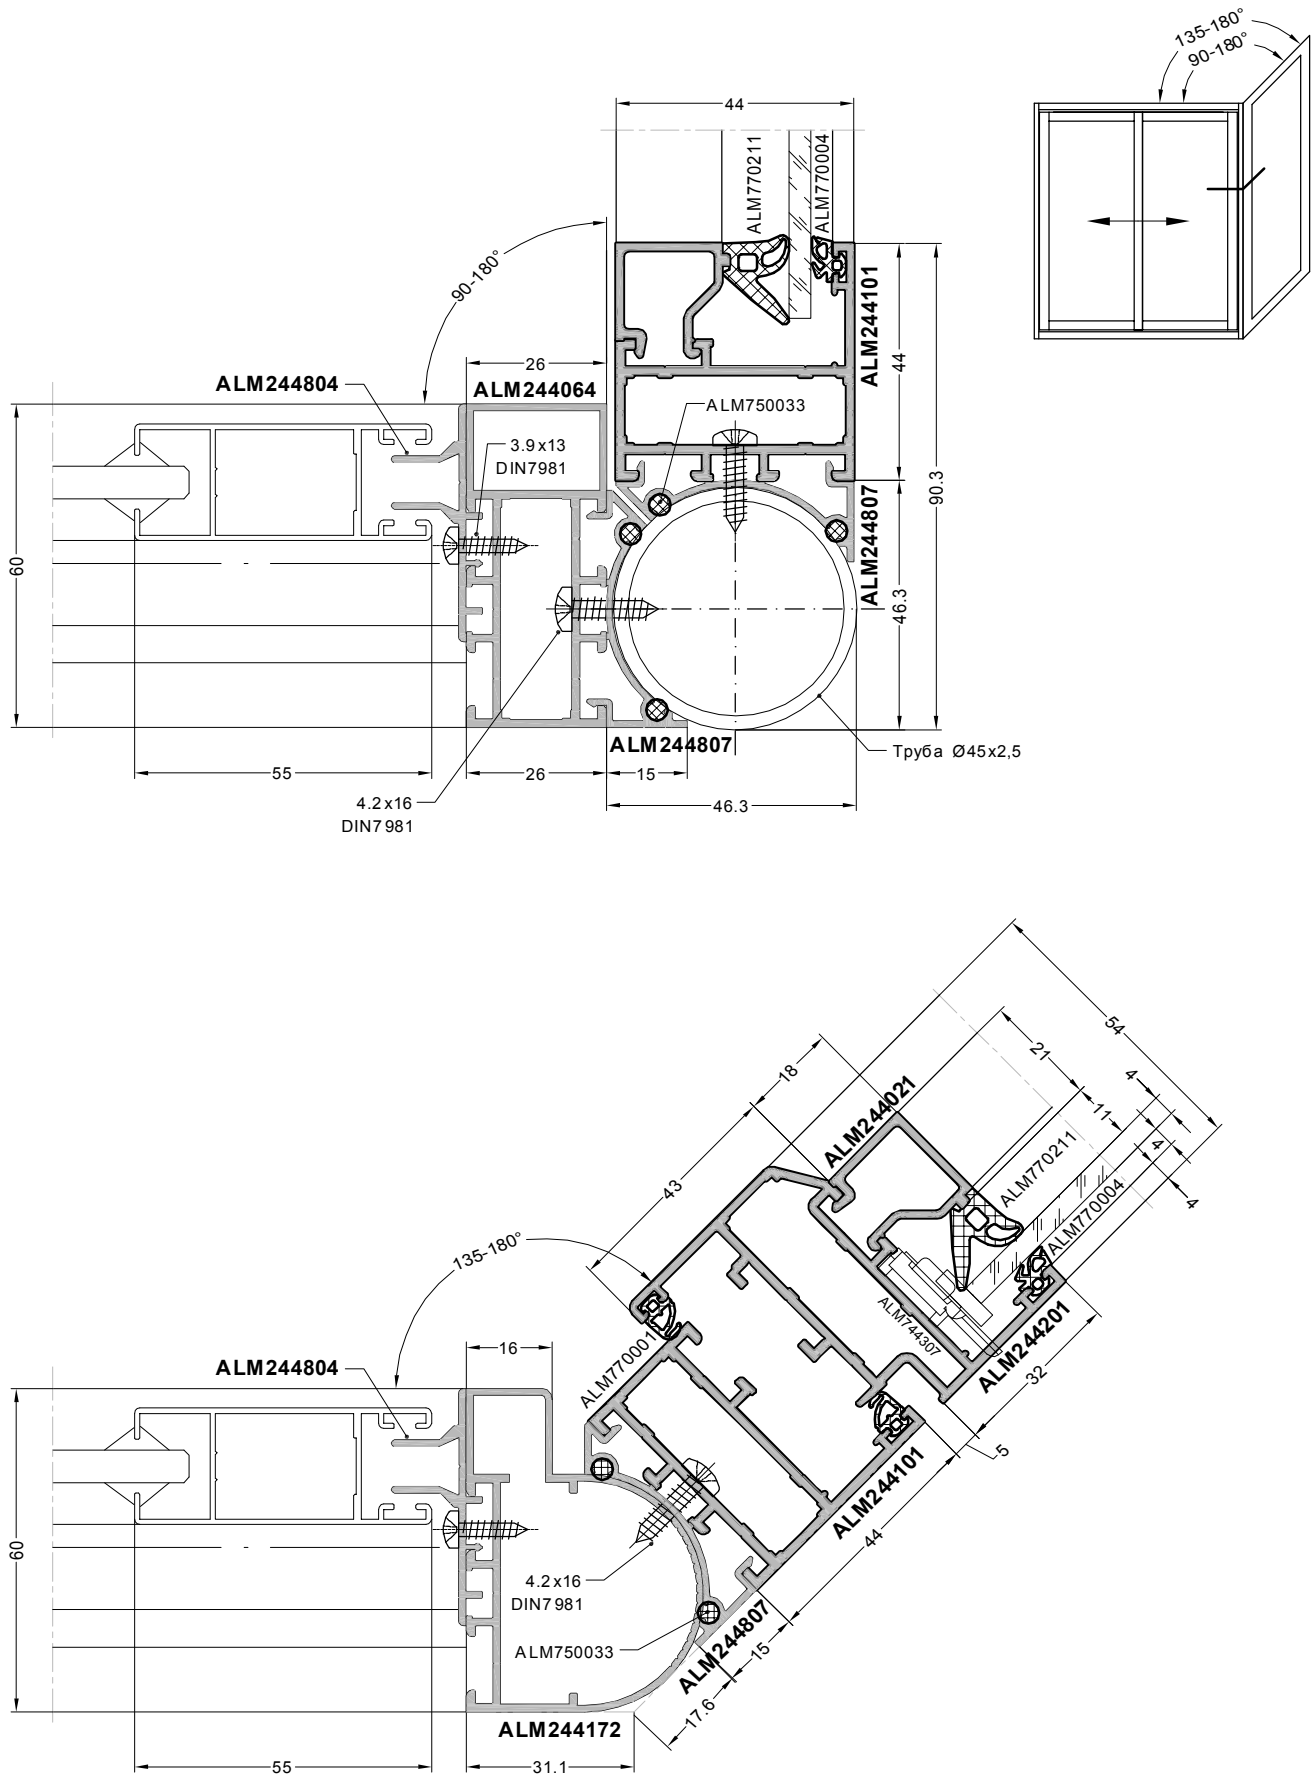 135-180°
90-180°
44
ALM770211
ALM770004
90-180°
26
ALM244804
ALM244064
ALM244101
44
ALM750033
3.9x13
DIN7981
90.3
ALM244807
60
46.3
ALM244807
Труба Ø45x2,5
55
26
15
4.2x16
DIN7981
46.3
54
21
4
18
11
ALM244021
4
ALM770211
43
ALM770004
4
135-180°
ALM744307
ALM770001
ALM244201
16
32
ALM244804
5
ALM244101
44
60
4.2x16
DIN7981
ALM750033
ALM244807
15
17.6
ALM244172
55
31.1